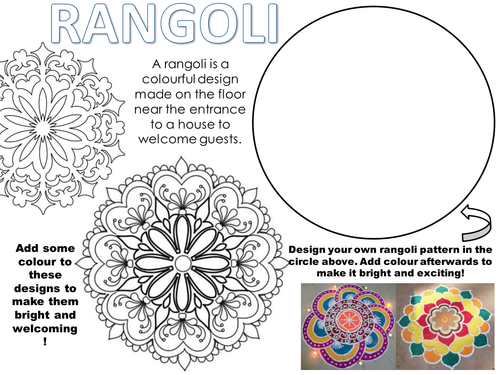 RANGOLI
A rangoli is a
colourful design
made on the floor
near the entrance
to a house to
welcome guests.
Add some
colour to
these
designs to
make them
bright and
welcoming
!
Design your own rangoli pattern in the
circle above. Add colour afterwards to
make it bright and exciting!